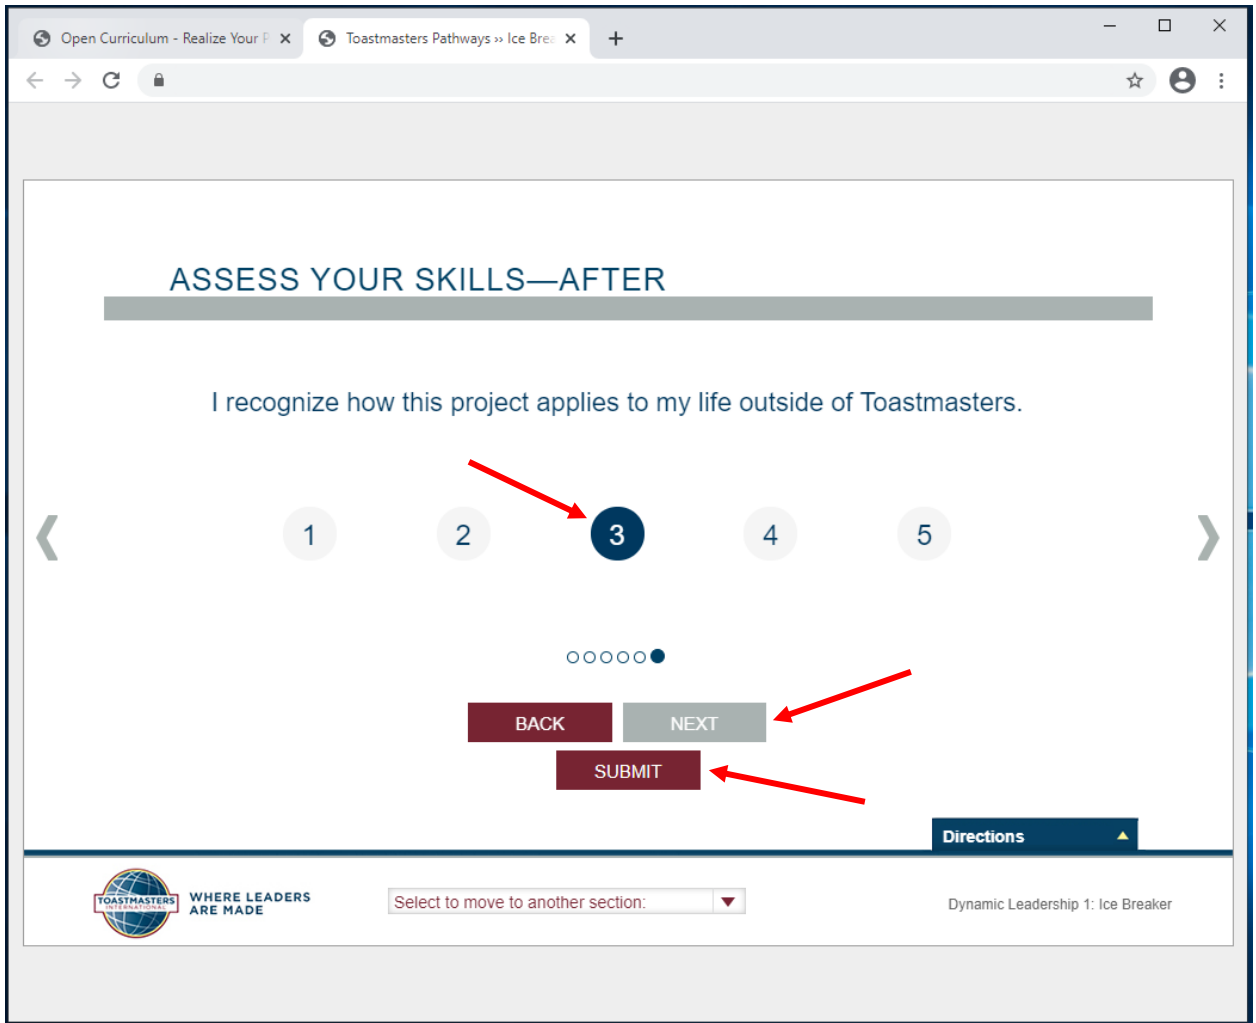 Open Curriculum - Realize Your P
Toastmasters Pathways ›› Ice Brea
ASSESS YOUR SKILLS—AFTER
I recognize how this project applies to my life outside of Toastmasters.
1 2 3 4 5
BACK NEXT
SUBMIT
Directions
TOASTMASTERS
INTERNATIONAL
WHERE LEADERS
ARE MADE
Select to move to another section:
Dynamic Leadership 1: Ice Breaker